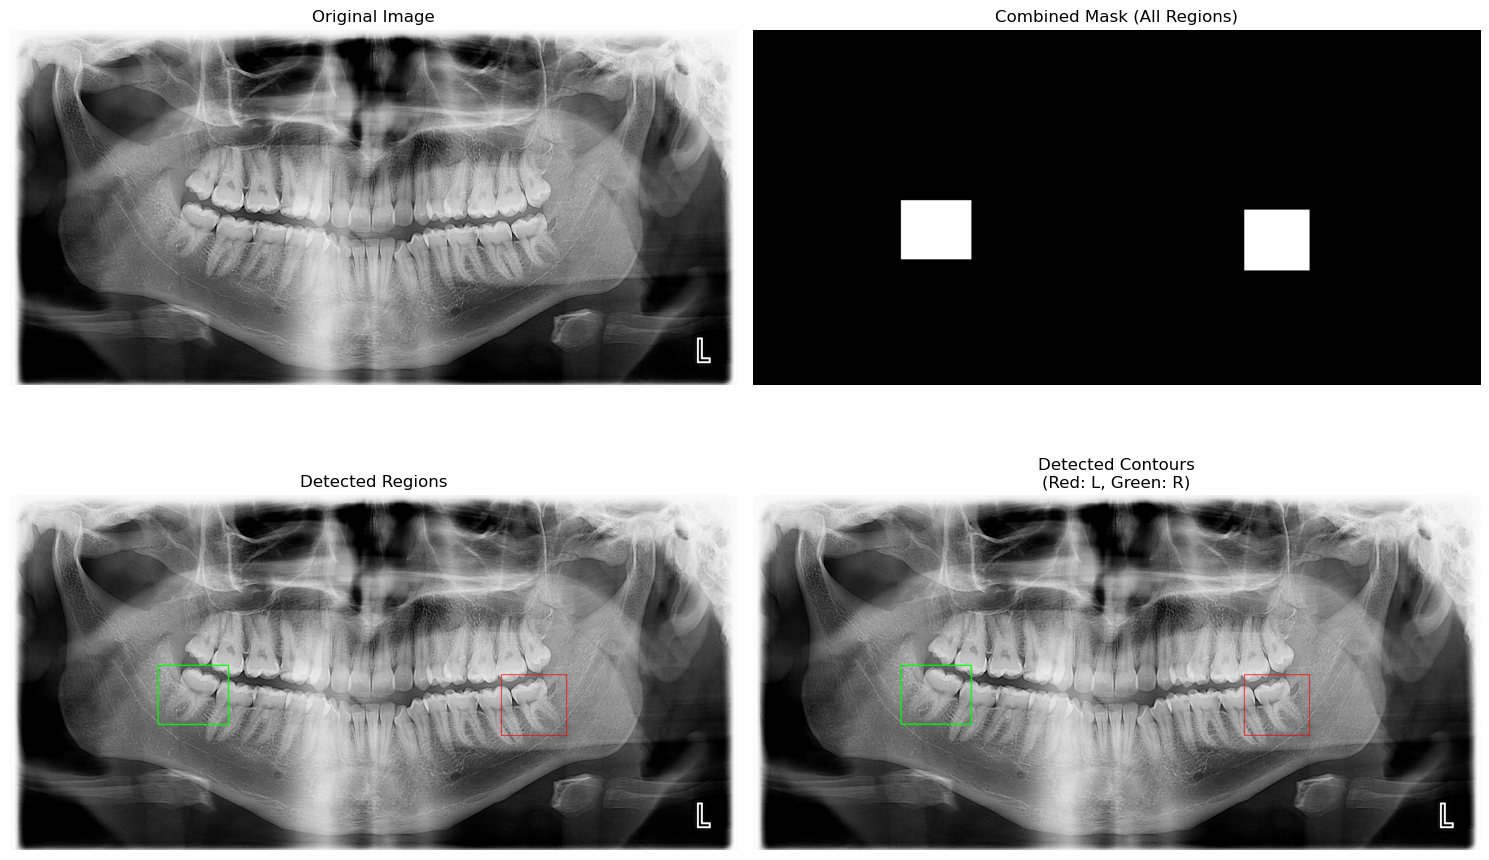 Original Image
Combined Mask (All Regions)
L
Detected Regions
Detected Contours
(Red: L, Green: R)
L
L